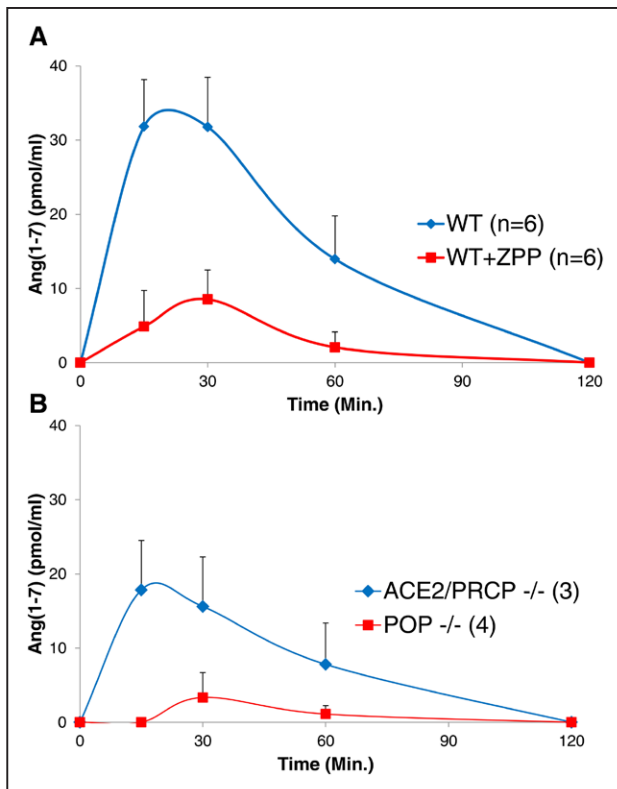 A
40
30
20
10
0
Ang(1-7) (pmol/ml)
WT (n=6)
WT+ZPP (n=6)
0 30 60 90 120
Time (Min.)
B
40
30
20
10
0
Ang(1-7) (pmol/ml)
ACE2/PRCP -/- (3)
POP -/- (4)
0 30 60 90 120
Time (Min.)